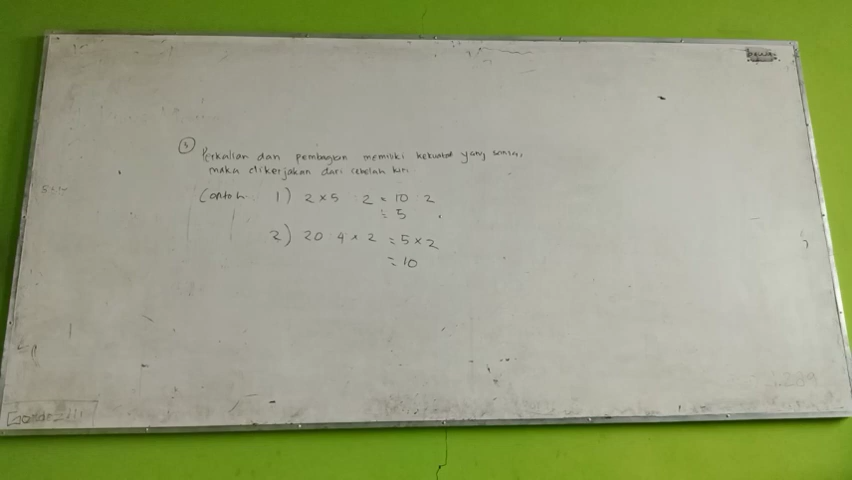 3
Perkalian dan pembagian memiliki kekuatan yang sama,
maka dikerjakan dari sebelah kiri
Contoh: 1) 2 x 5 : 2 = 10 : 2
= 5
2) 20 : 4 x 2 = 5 x 2
= 10